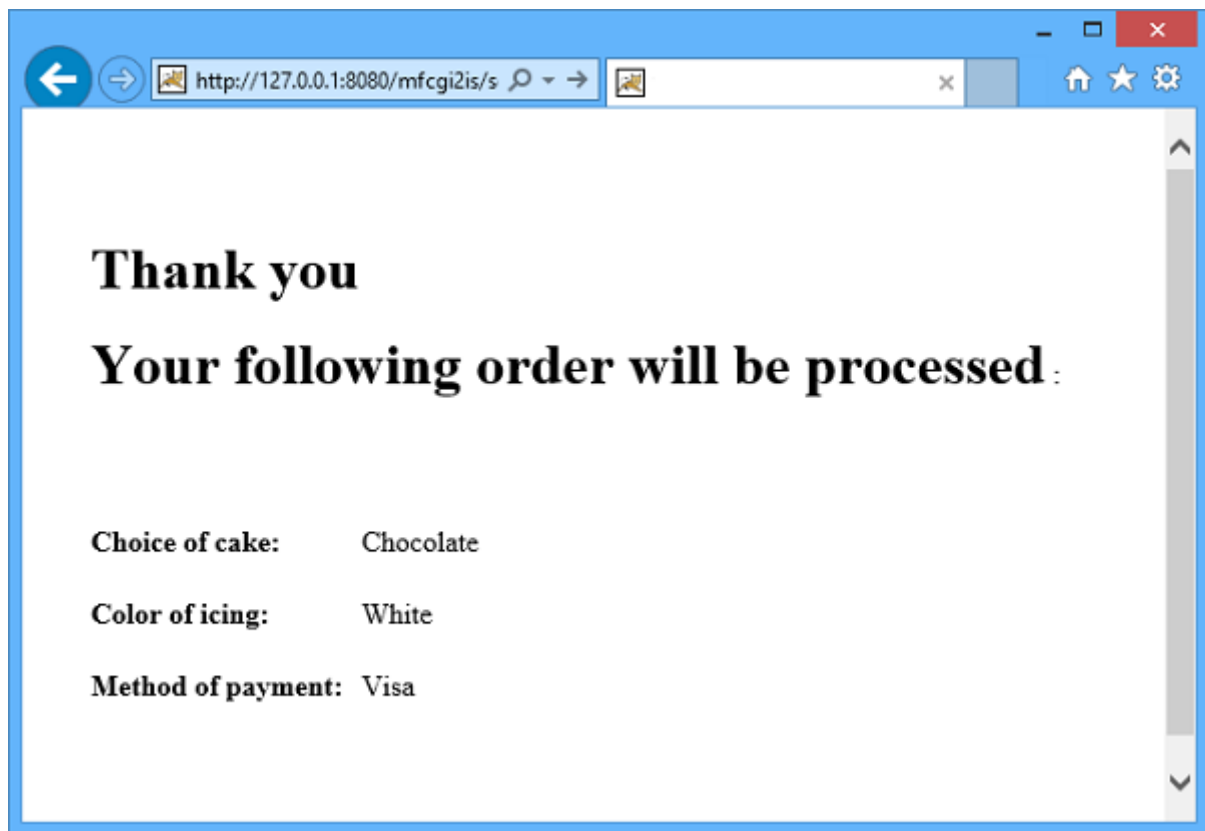 http://127.0.0.1:8080/mfcgi2is/s
Thank you
Your following order will be processed :
Choice of cake: Chocolate
Color of icing: White
Method of payment: Visa